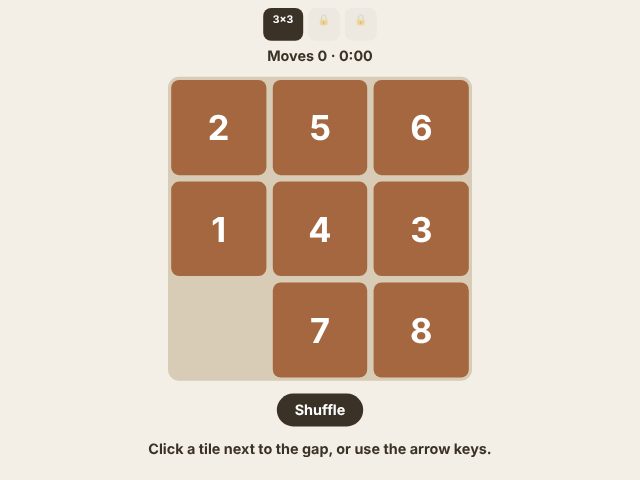 3×3
Moves 0 · 0:00
2 5 6
1 4 3
7 8
Shuffle
Click a tile next to the gap, or use the arrow keys.